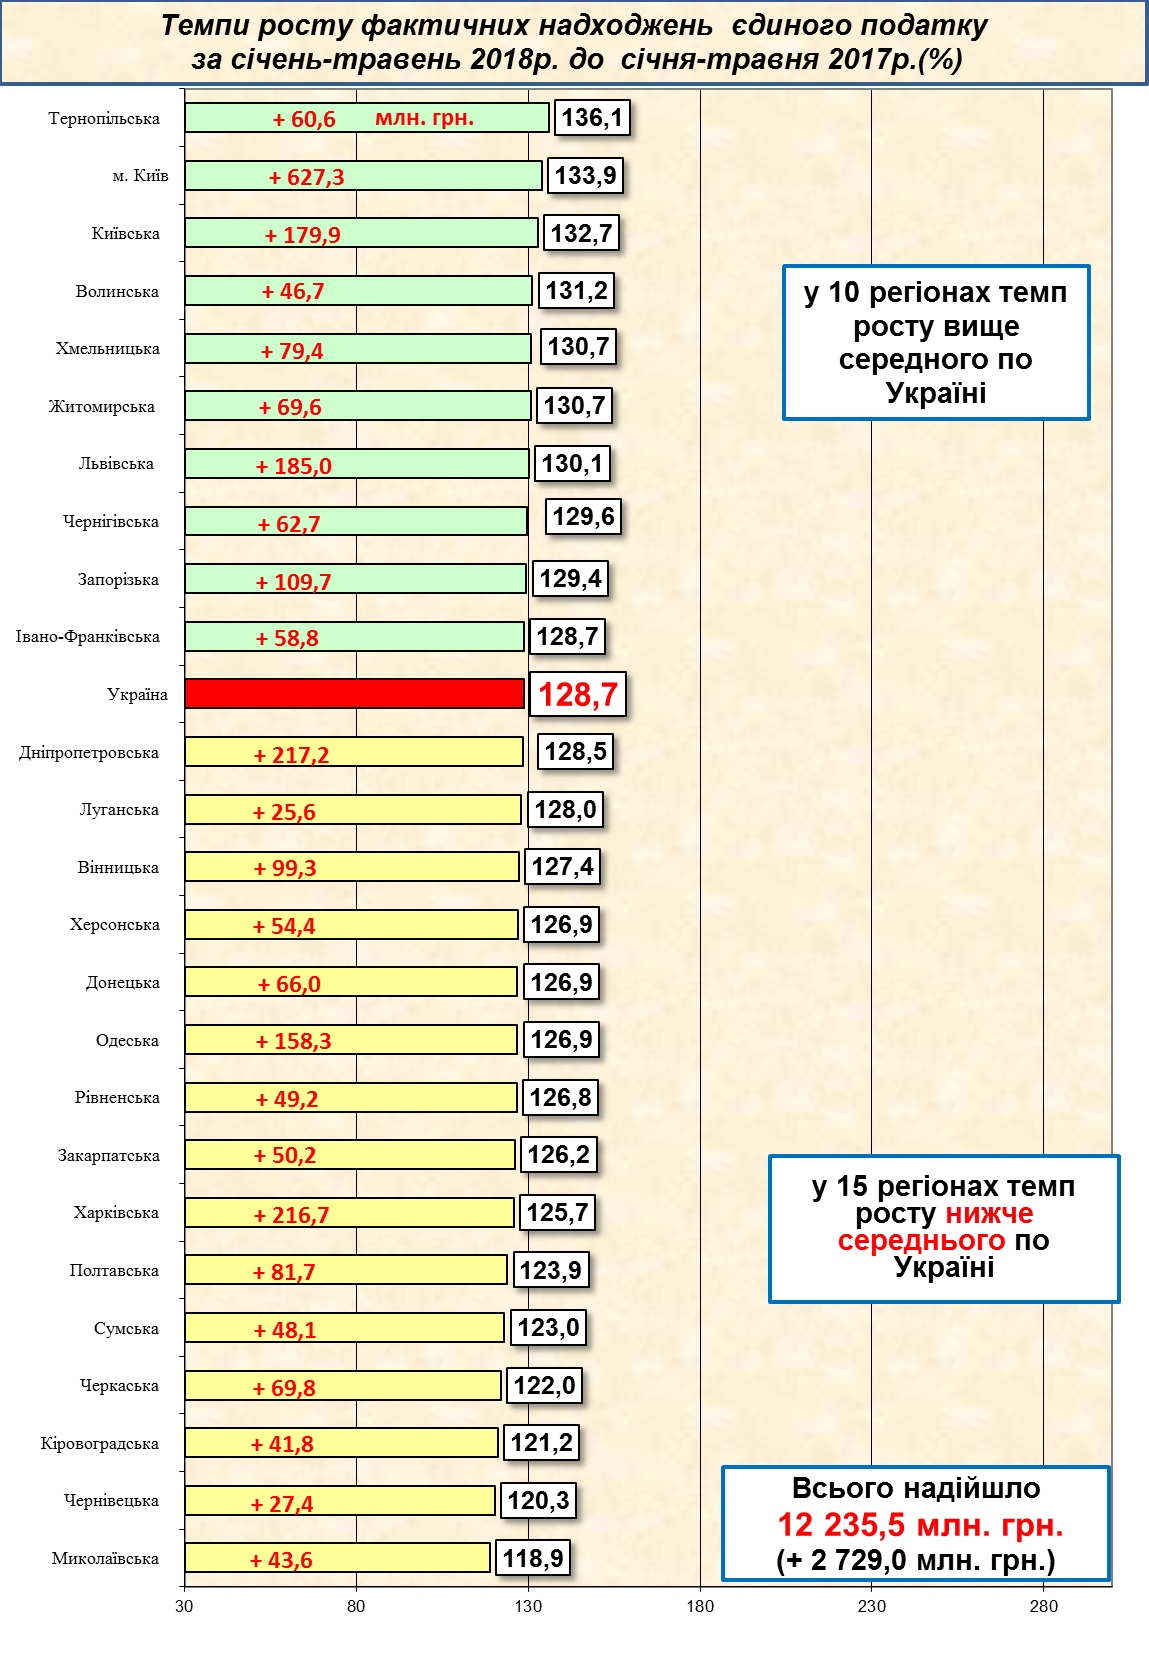 Темпи росту фактичних надходжень єдиного податку
за січень-травень 2018р. до січня-травня 2017р.(%)
Тернопільська + 60,6 млн. грн. 136,1
м. Київ + 627,3 133,9
Київська + 179,9 132,7
Волинська + 46,7 131,2
Хмельницька + 79,4 130,7
Житомирська + 69,6 130,7
Львівська + 185,0 130,1
Чернігівська + 62,7 129,6
Запорізька + 109,7 129,4
Івано-Франківська + 58,8 128,7
Україна 128,7
Дніпропетровська + 217,2 128,5
Луганська + 25,6 128,0
Вінницька + 99,3 127,4
Херсонська + 54,4 126,9
Донецька + 66,0 126,9
Одеська + 158,3 126,9
Рівненська + 49,2 126,8
Закарпатська + 50,2 126,2
Харківська + 216,7 125,7
Полтавська + 81,7 123,9
Сумська + 48,1 123,0
Черкаська + 69,8 122,0
Кіровоградська + 41,8 121,2
Чернівецька + 27,4 120,3
Миколаївська + 43,6 118,9
30 80 130 180 230 280
у 10 регіонах темп
росту вище
середного по
Україні
у 15 регіонах темп
росту нижче
середнього по
Україні
Всього надійшло
12 235,5 млн. грн.
(+ 2 729,0 млн. грн.)